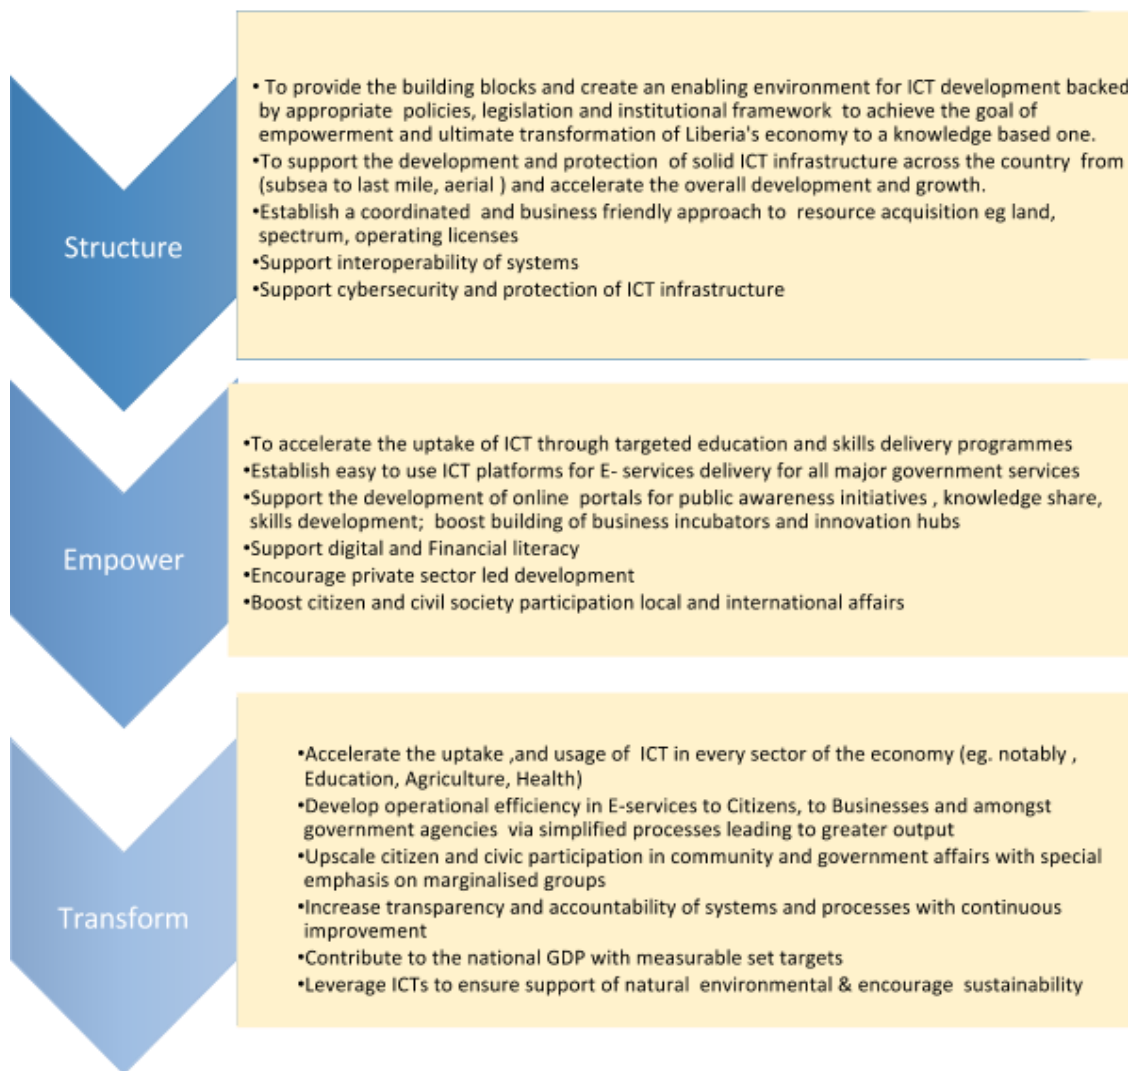 Structure
• To provide the building blocks and create an enabling environment for ICT development backed
by appropriate policies, legislation and institutional framework to achieve the goal of
empowerment and ultimate transformation of Liberia's economy to a knowledge based one.
•To support the development and protection of solid ICT infrastructure across the country from
(subsea to last mile, aerial ) and accelerate the overall development and growth.
•Establish a coordinated and business friendly approach to resource acquisition eg land,
spectrum, operating licenses
•Support interoperability of systems
•Support cybersecurity and protection of ICT infrastructure
Empower
•To accelerate the uptake of ICT through targeted education and skills delivery programmes
•Establish easy to use ICT platforms for E- services delivery for all major government services
•Support the development of online portals for public awareness initiatives , knowledge share,
skills development; boost building of business incubators and innovation hubs
•Support digital and Financial literacy
•Encourage private sector led development
•Boost citizen and civil society participation local and international affairs
Transform
•Accelerate the uptake ,and usage of ICT in every sector of the economy (eg. notably ,
Education, Agriculture, Health)
•Develop operational efficiency in E-services to Citizens, to Businesses and amongst
government agencies via simplified processes leading to greater output
•Upscale citizen and civic participation in community and government affairs with special
emphasis on marginalised groups
•Increase transparency and accountability of systems and processes with continuous
improvement
•Contribute to the national GDP with measurable set targets
•Leverage ICTs to ensure support of natural environmental & encourage sustainability